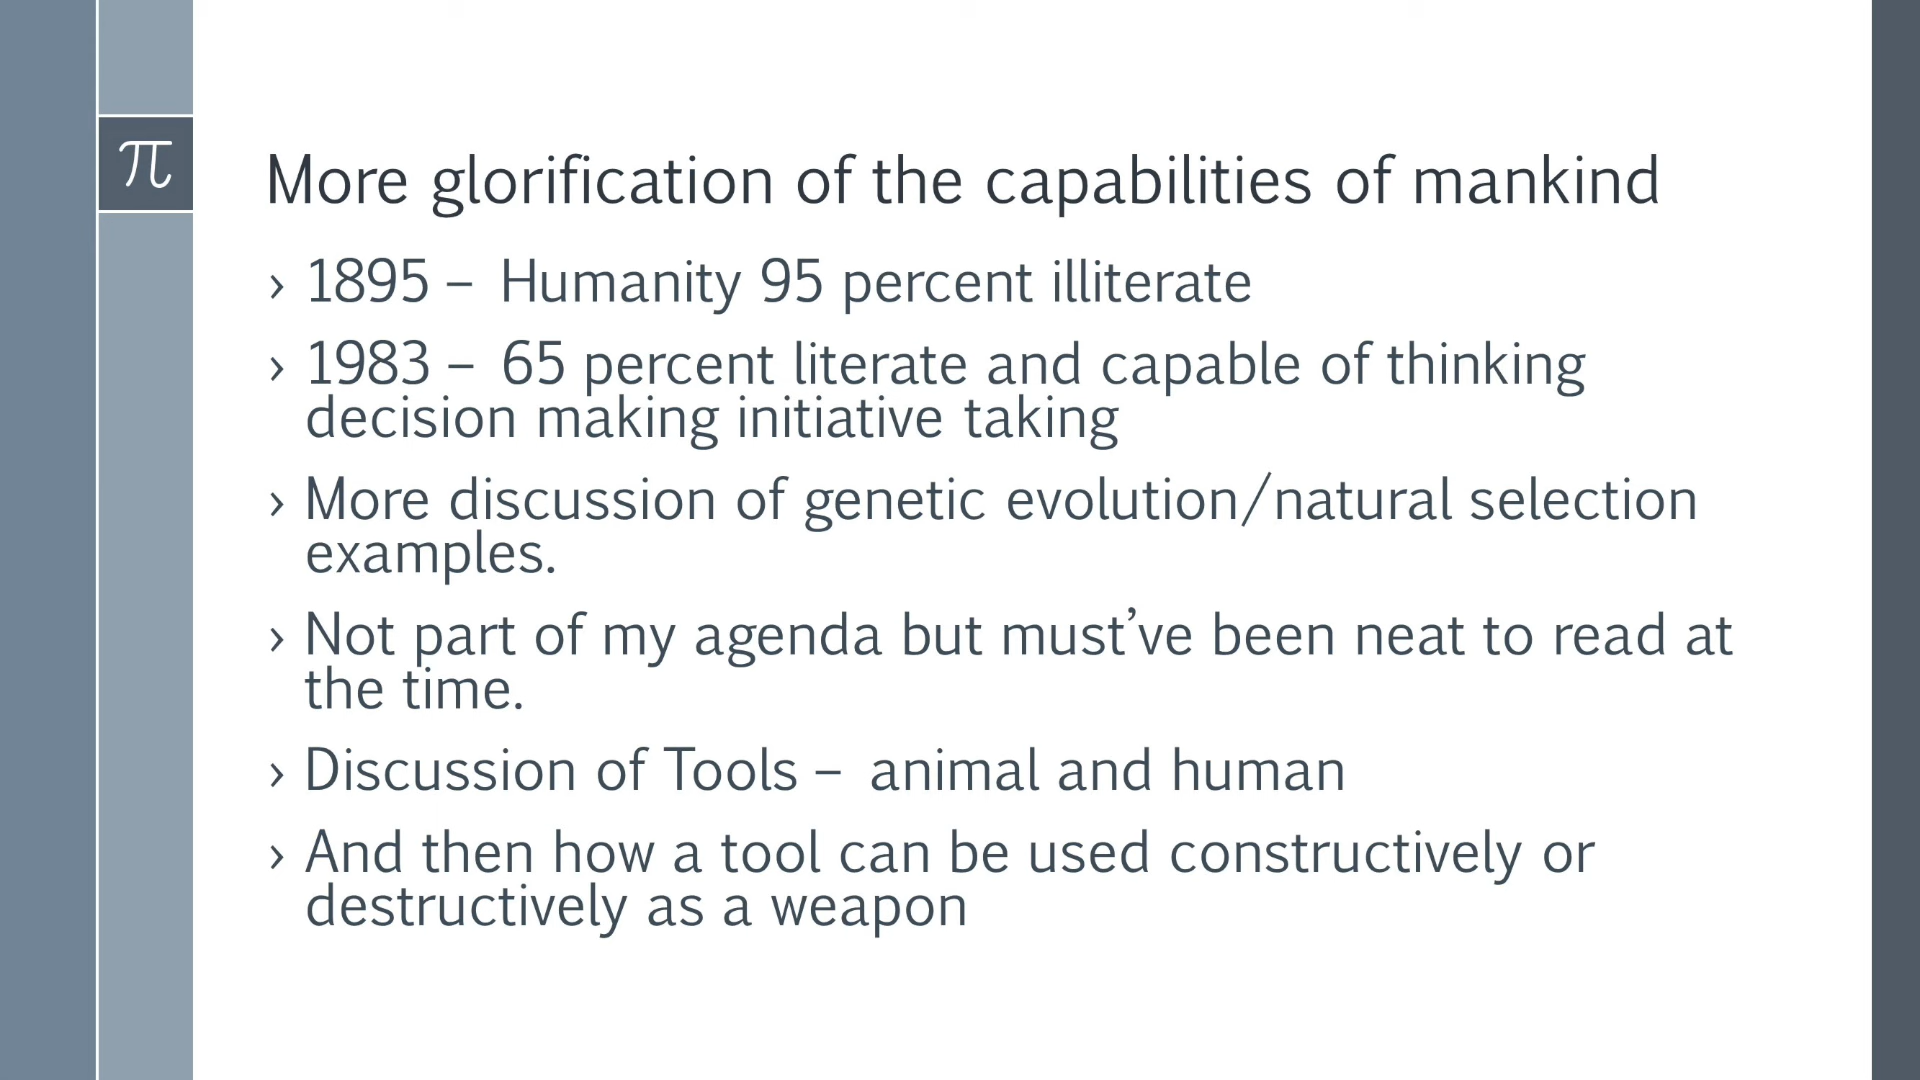 π
More glorification of the capabilities of mankind
› 1895 – Humanity 95 percent illiterate
› 1983 – 65 percent literate and capable of thinking
decision making initiative taking
› More discussion of genetic evolution/natural selection
examples.
› Not part of my agenda but must’ve been neat to read at
the time.
› Discussion of Tools – animal and human
› And then how a tool can be used constructively or
destructively as a weapon